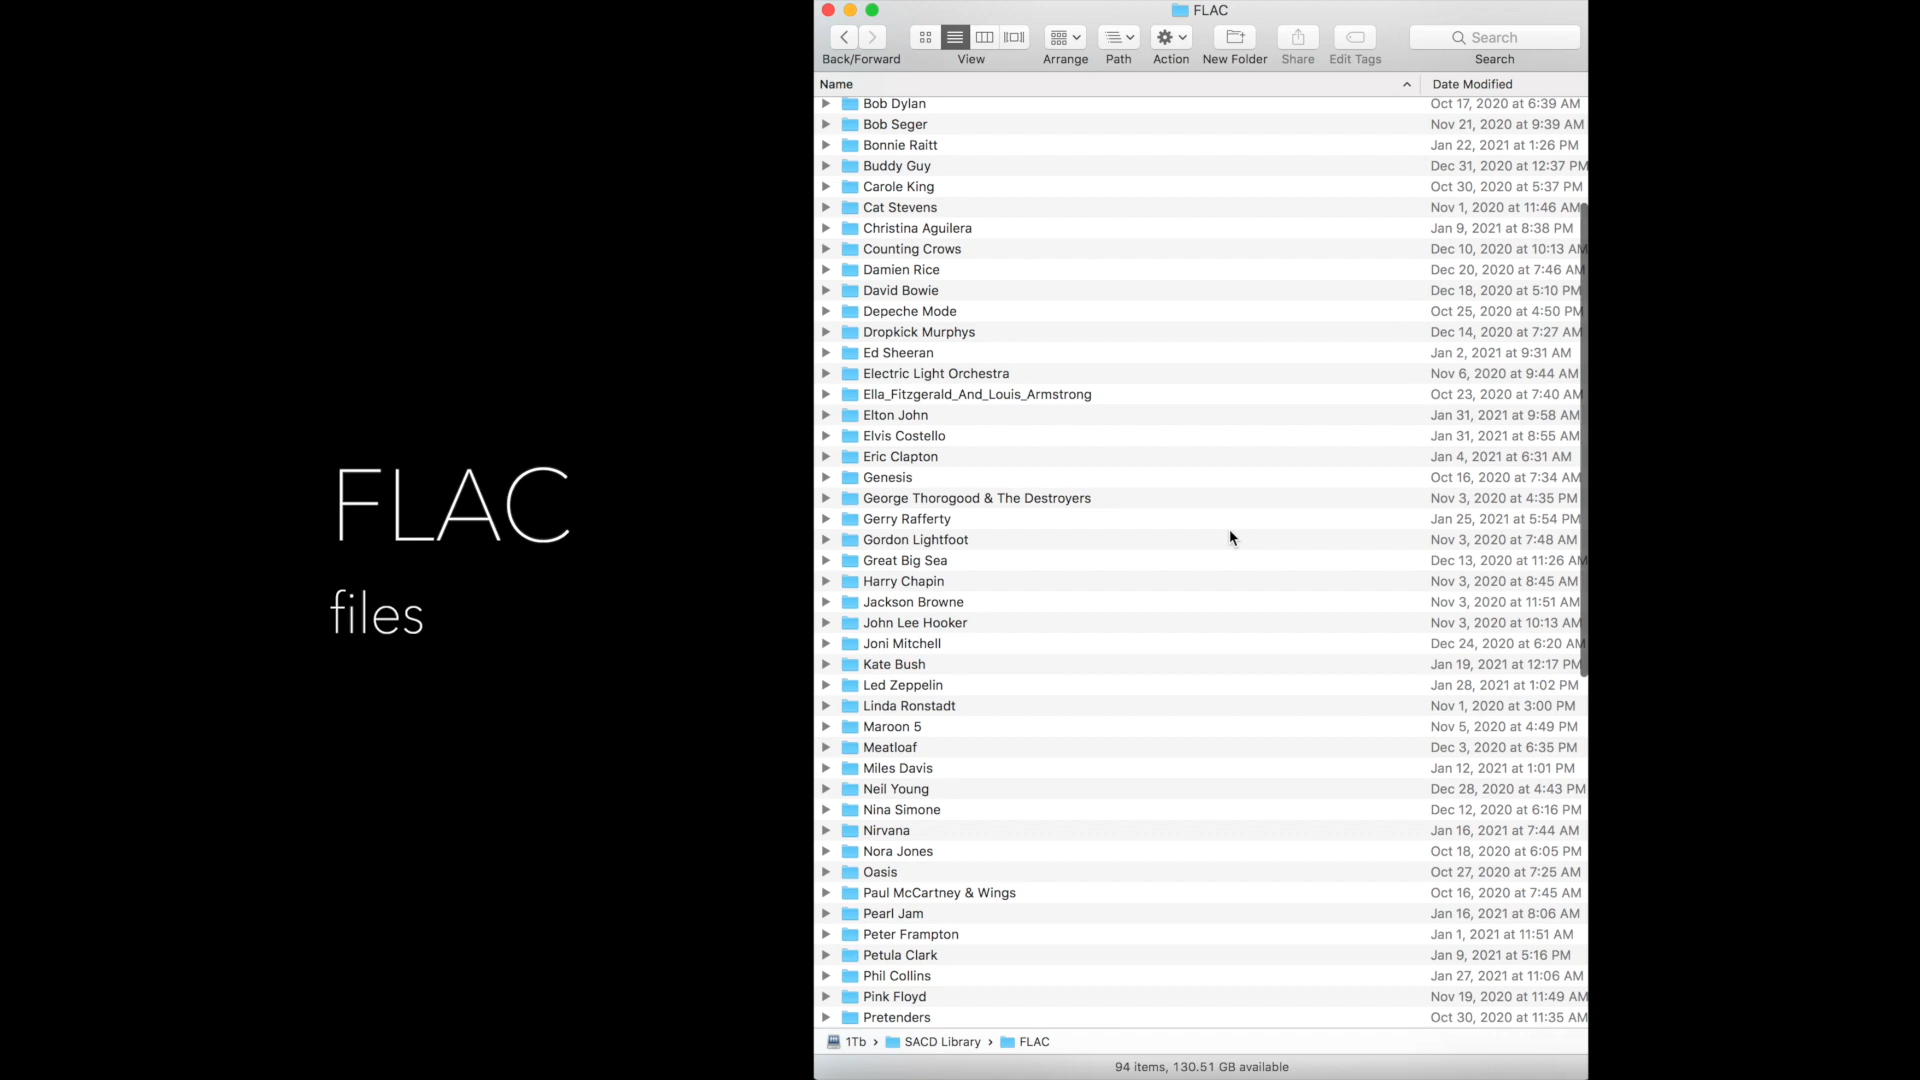 FLAC
files
FLAC
Search
Back/Forward View Arrange Path Action New Folder Share Edit Tags Search
Name Date Modified
Bob Dylan Oct 17, 2020 at 6:39 AM
Bob Seger Nov 21, 2020 at 9:39 AM
Bonnie Raitt Jan 22, 2021 at 1:26 PM
Buddy Guy Dec 31, 2020 at 12:37 PM
Carole King Oct 30, 2020 at 5:37 PM
Cat Stevens Nov 1, 2020 at 11:46 AM
Christina Aguilera Jan 9, 2021 at 8:38 PM
Counting Crows Dec 10, 2020 at 10:13 AM
Damien Rice Dec 20, 2020 at 7:46 AM
David Bowie Dec 18, 2020 at 5:10 PM
Depeche Mode Oct 25, 2020 at 4:50 PM
Dropkick Murphys Dec 14, 2020 at 7:27 AM
Ed Sheeran Jan 2, 2021 at 9:31 AM
Electric Light Orchestra Nov 6, 2020 at 9:44 AM
Ella_Fitzgerald_And_Louis_Armstrong Oct 23, 2020 at 7:40 AM
Elton John Jan 31, 2021 at 9:58 AM
Elvis Costello Jan 31, 2021 at 8:55 AM
Eric Clapton Jan 4, 2021 at 6:31 AM
Genesis Oct 16, 2020 at 7:34 AM
George Thorogood & The Destroyers Nov 3, 2020 at 4:35 PM
Gerry Rafferty Jan 25, 2021 at 5:54 PM
Gordon Lightfoot Nov 3, 2020 at 7:48 AM
Great Big Sea Dec 13, 2020 at 11:26 AM
Harry Chapin Nov 3, 2020 at 8:45 AM
Jackson Browne Nov 3, 2020 at 11:51 AM
John Lee Hooker Nov 3, 2020 at 10:13 AM
Joni Mitchell Dec 24, 2020 at 6:20 AM
Kate Bush Jan 19, 2021 at 12:17 PM
Led Zeppelin Jan 28, 2021 at 1:02 PM
Linda Ronstadt Nov 1, 2020 at 3:00 PM
Maroon 5 Nov 5, 2020 at 4:49 PM
Meatloaf Dec 3, 2020 at 6:35 PM
Miles Davis Jan 12, 2021 at 1:01 PM
Neil Young Dec 28, 2020 at 4:43 PM
Nina Simone Dec 12, 2020 at 6:16 PM
Nirvana Jan 16, 2021 at 7:44 AM
Nora Jones Oct 18, 2020 at 6:05 PM
Oasis Oct 27, 2020 at 7:25 AM
Paul McCartney & Wings Oct 16, 2020 at 7:45 AM
Pearl Jam Jan 16, 2021 at 8:06 AM
Peter Frampton Jan 1, 2021 at 11:51 AM
Petula Clark Jan 9, 2021 at 5:16 PM
Phil Collins Jan 27, 2021 at 11:06 AM
Pink Floyd Nov 19, 2020 at 11:49 AM
Pretenders Oct 30, 2020 at 11:35 AM
1Tb › SACD Library › FLAC
94 items, 130.51 GB available